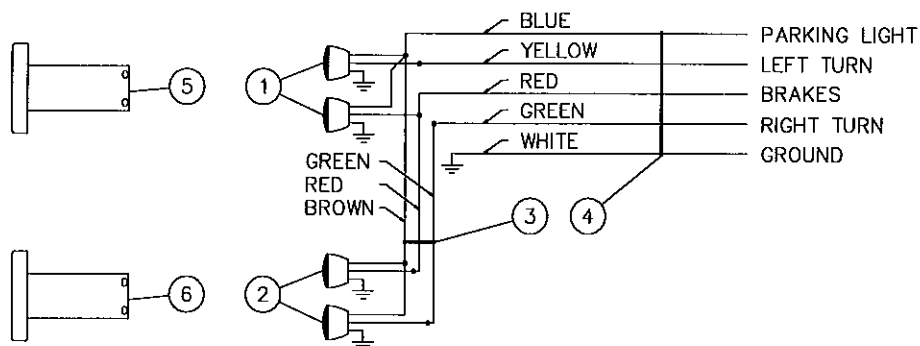 BLUE
PARKING LIGHT
YELLOW
LEFT TURN
RED
BRAKES
GREEN
RIGHT TURN
WHITE
GROUND
5
1
GREEN
RED
BROWN
3
4
6
2